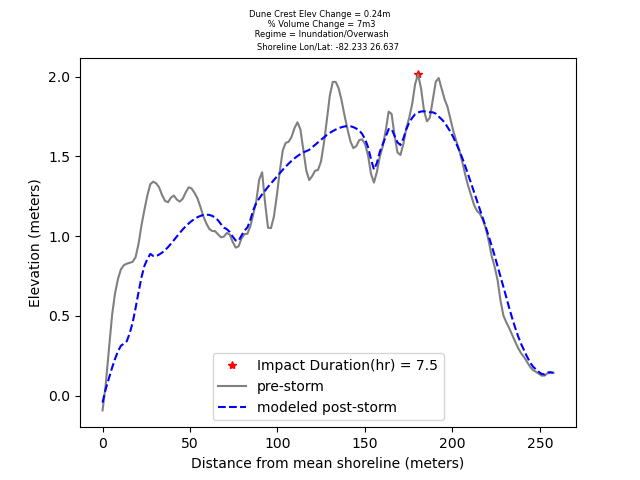 Dune Crest Elev Change = 0.24m
% Volume Change = 7m3
Regime = Inundation/Overwash
Shoreline Lon/Lat: -82.233 26.637
2.0
1.5
1.0
0.5
0.0
Elevation (meters)
Impact Duration(hr) = 7.5
pre-storm
modeled post-storm
0 50 100 150 200 250
Distance from mean shoreline (meters)